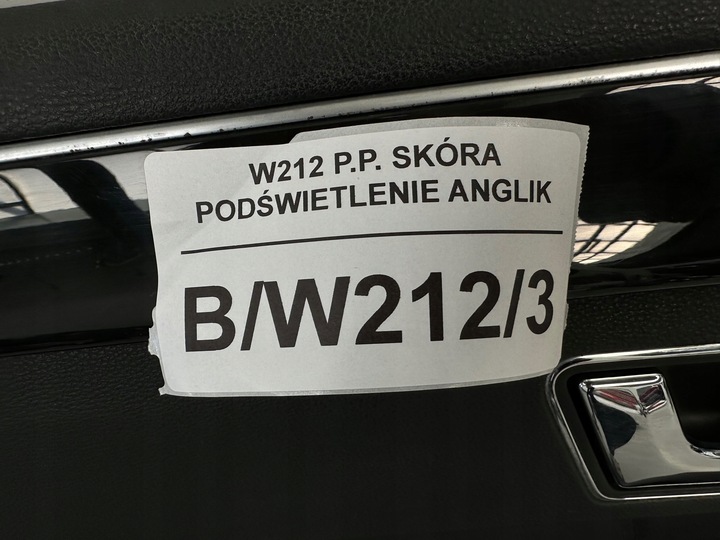 W212 P.P. SKÓRA
PODŚWIETLENIE ANGLIK
B/W212/3